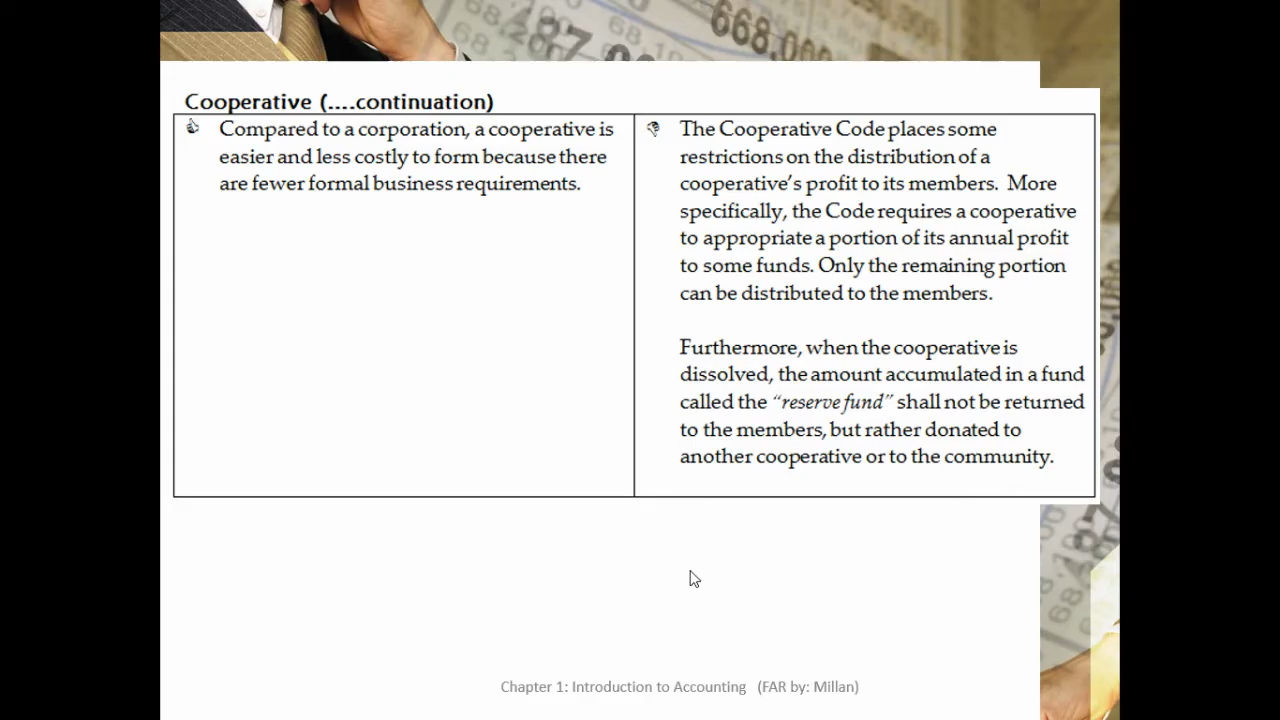 668,000
Cooperative (....continuation)
Compared to a corporation, a cooperative is
easier and less costly to form because there
are fewer formal business requirements.
The Cooperative Code places some
restrictions on the distribution of a
cooperative's profit to its members. More
specifically, the Code requires a cooperative
to appropriate a portion of its annual profit
to some funds. Only the remaining portion
can be distributed to the members.
Furthermore, when the cooperative is
dissolved, the amount accumulated in a fund
called the “reserve fund” shall not be returned
to the members, but rather donated to
another cooperative or to the community.
Chapter 1: Introduction to Accounting (FAR by: Millan)